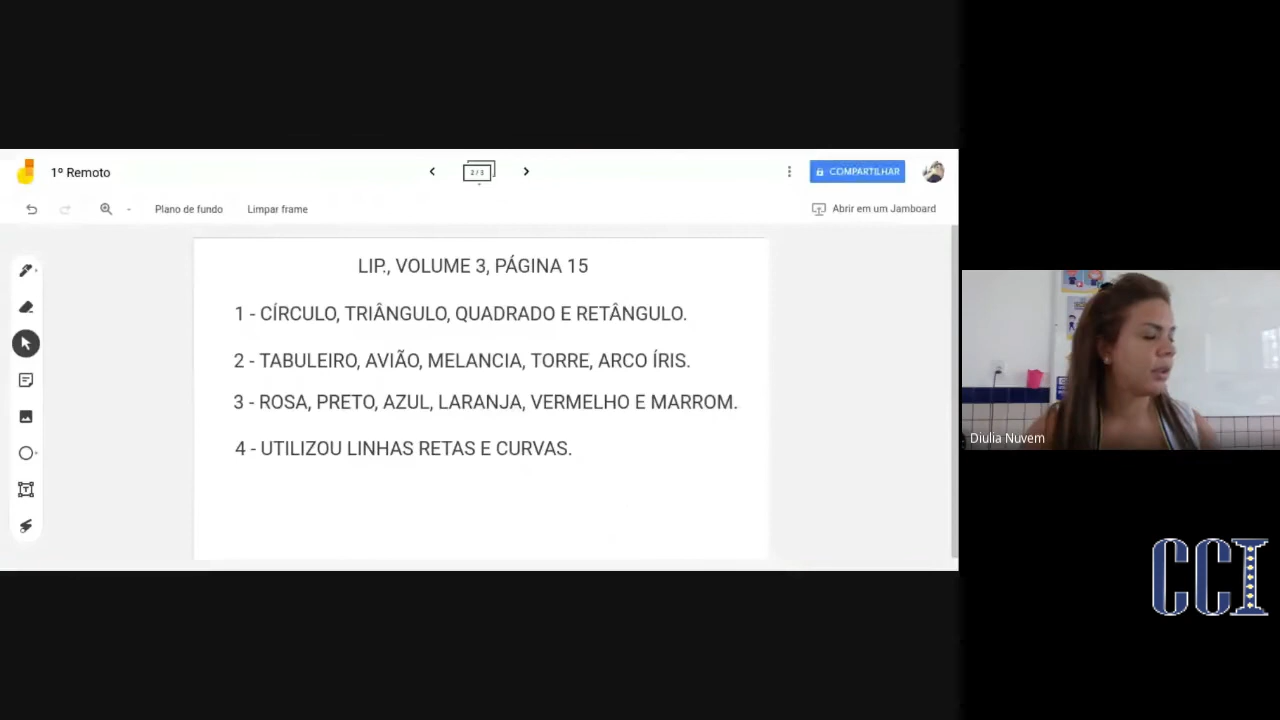 1º Remoto
2 / 3
COMPARTILHAR
Plano de fundo
Limpar frame
Abrir em um Jamboard
LIP., VOLUME 3, PÁGINA 15
1 - CÍRCULO, TRIÂNGULO, QUADRADO E RETÂNGULO.
2 - TABULEIRO, AVIÃO, MELANCIA, TORRE, ARCO ÍRIS.
3 - ROSA, PRETO, AZUL, LARANJA, VERMELHO E MARROM.
4 - UTILIZOU LINHAS RETAS E CURVAS.
Diulia Nuvem
CCI